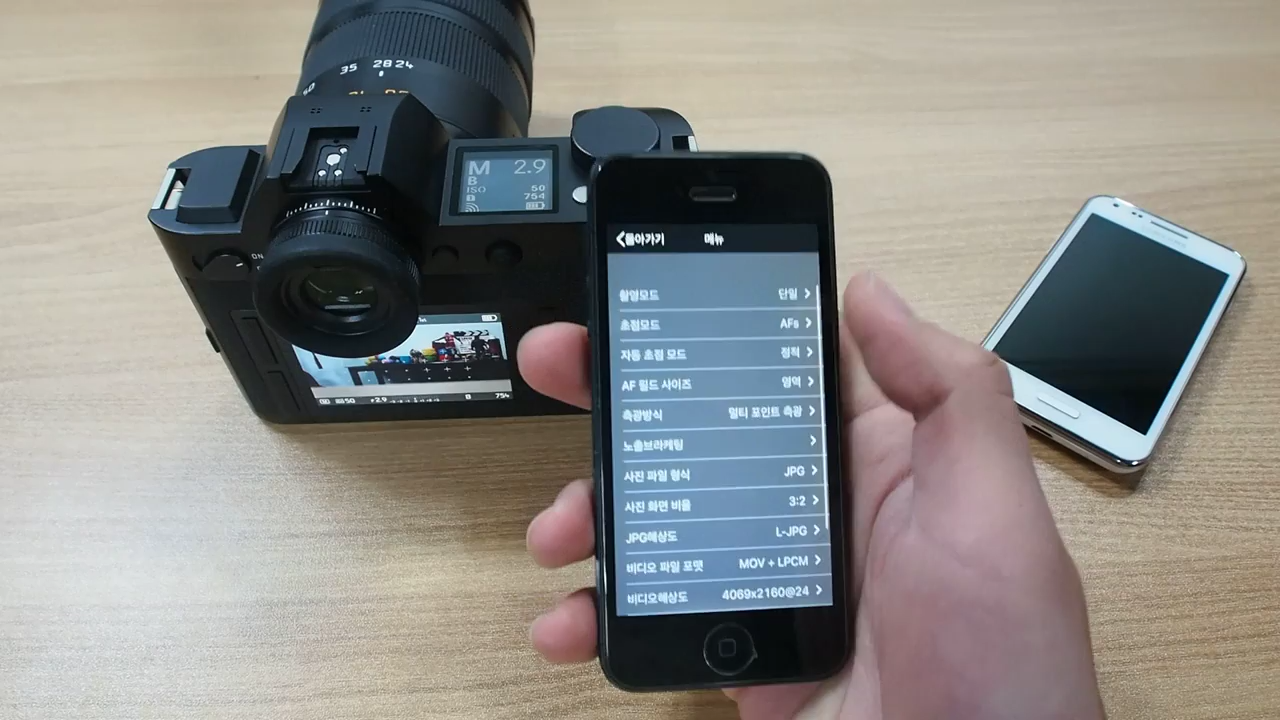 35 28 24
M 2.9
B
ISO 50
754
ON
50
F2.9
B
754
돌아가기 메뉴
촬영모드 단일
초점모드 AFs
자동 초점 모드 정적
AF 필드 사이즈 영역
측광방식 멀티 포인트 측광
노출브라케팅
사진 파일 형식 JPG
사진 화면 비율 3:2
JPG해상도 L-JPG
비디오 파일 포맷 MOV + LPCM
비디오해상도 4069x2160@24